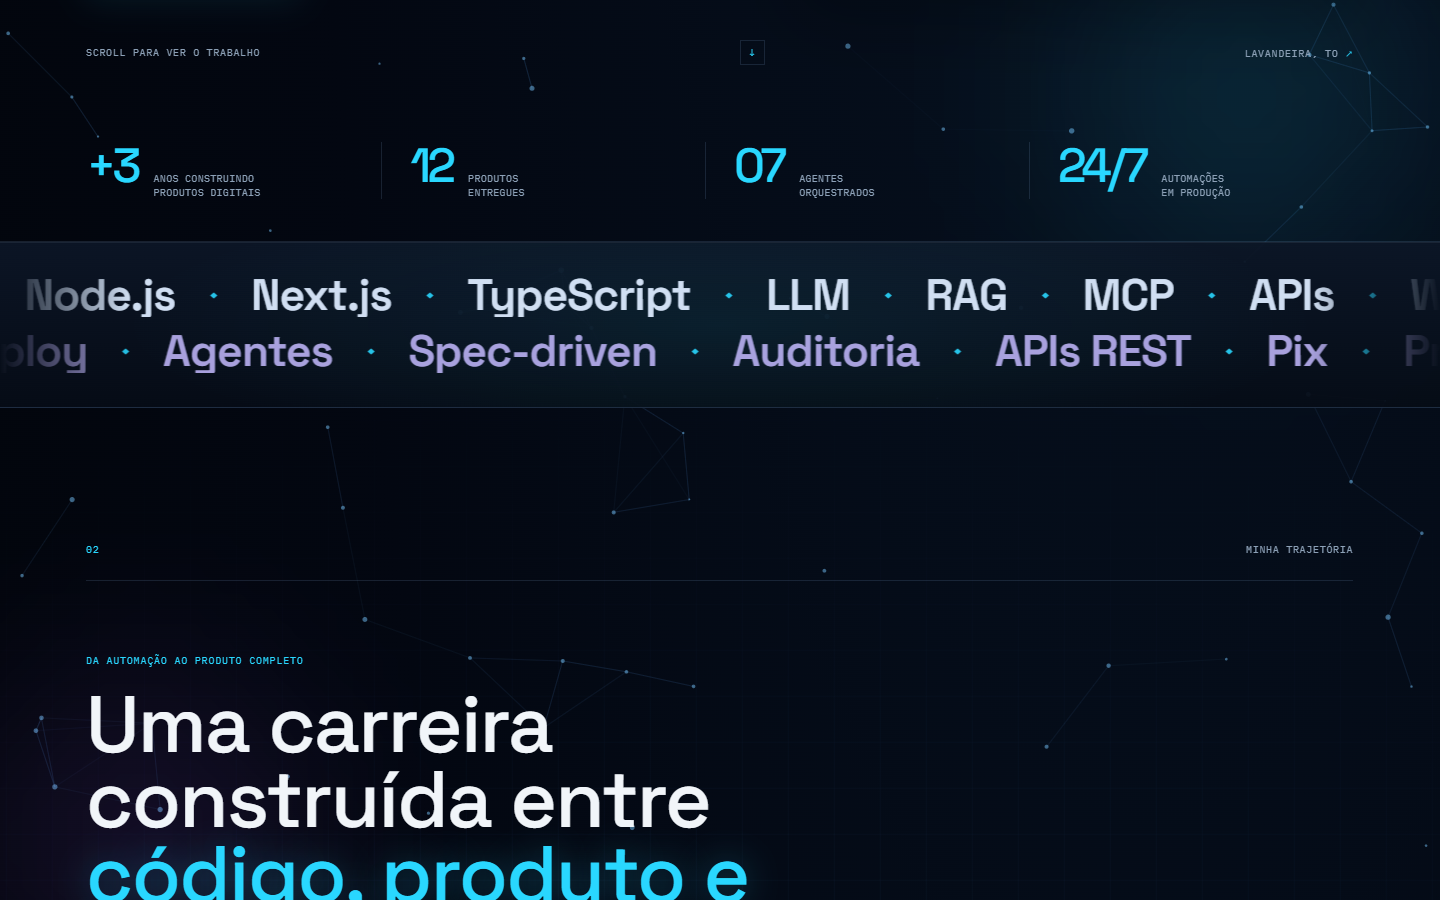 SCROLL PARA VER O TRABALHO
↓
LAVANDEIRA, TO ↗
+3 ANOS CONSTRUINDO PRODUTOS DIGITAIS
12 PRODUTOS ENTREGUES
07 AGENTES ORQUESTRADOS
24/7 AUTOMAÇÕES EM PRODUÇÃO
Node.js · Next.js · TypeScript · LLM · RAG · MCP · APIs
ploy · Agentes · Spec-driven · Auditoria · APIs REST · Pix
02
MINHA TRAJETÓRIA
DA AUTOMAÇÃO AO PRODUTO COMPLETO
Uma carreira
construída entre
código, produto e